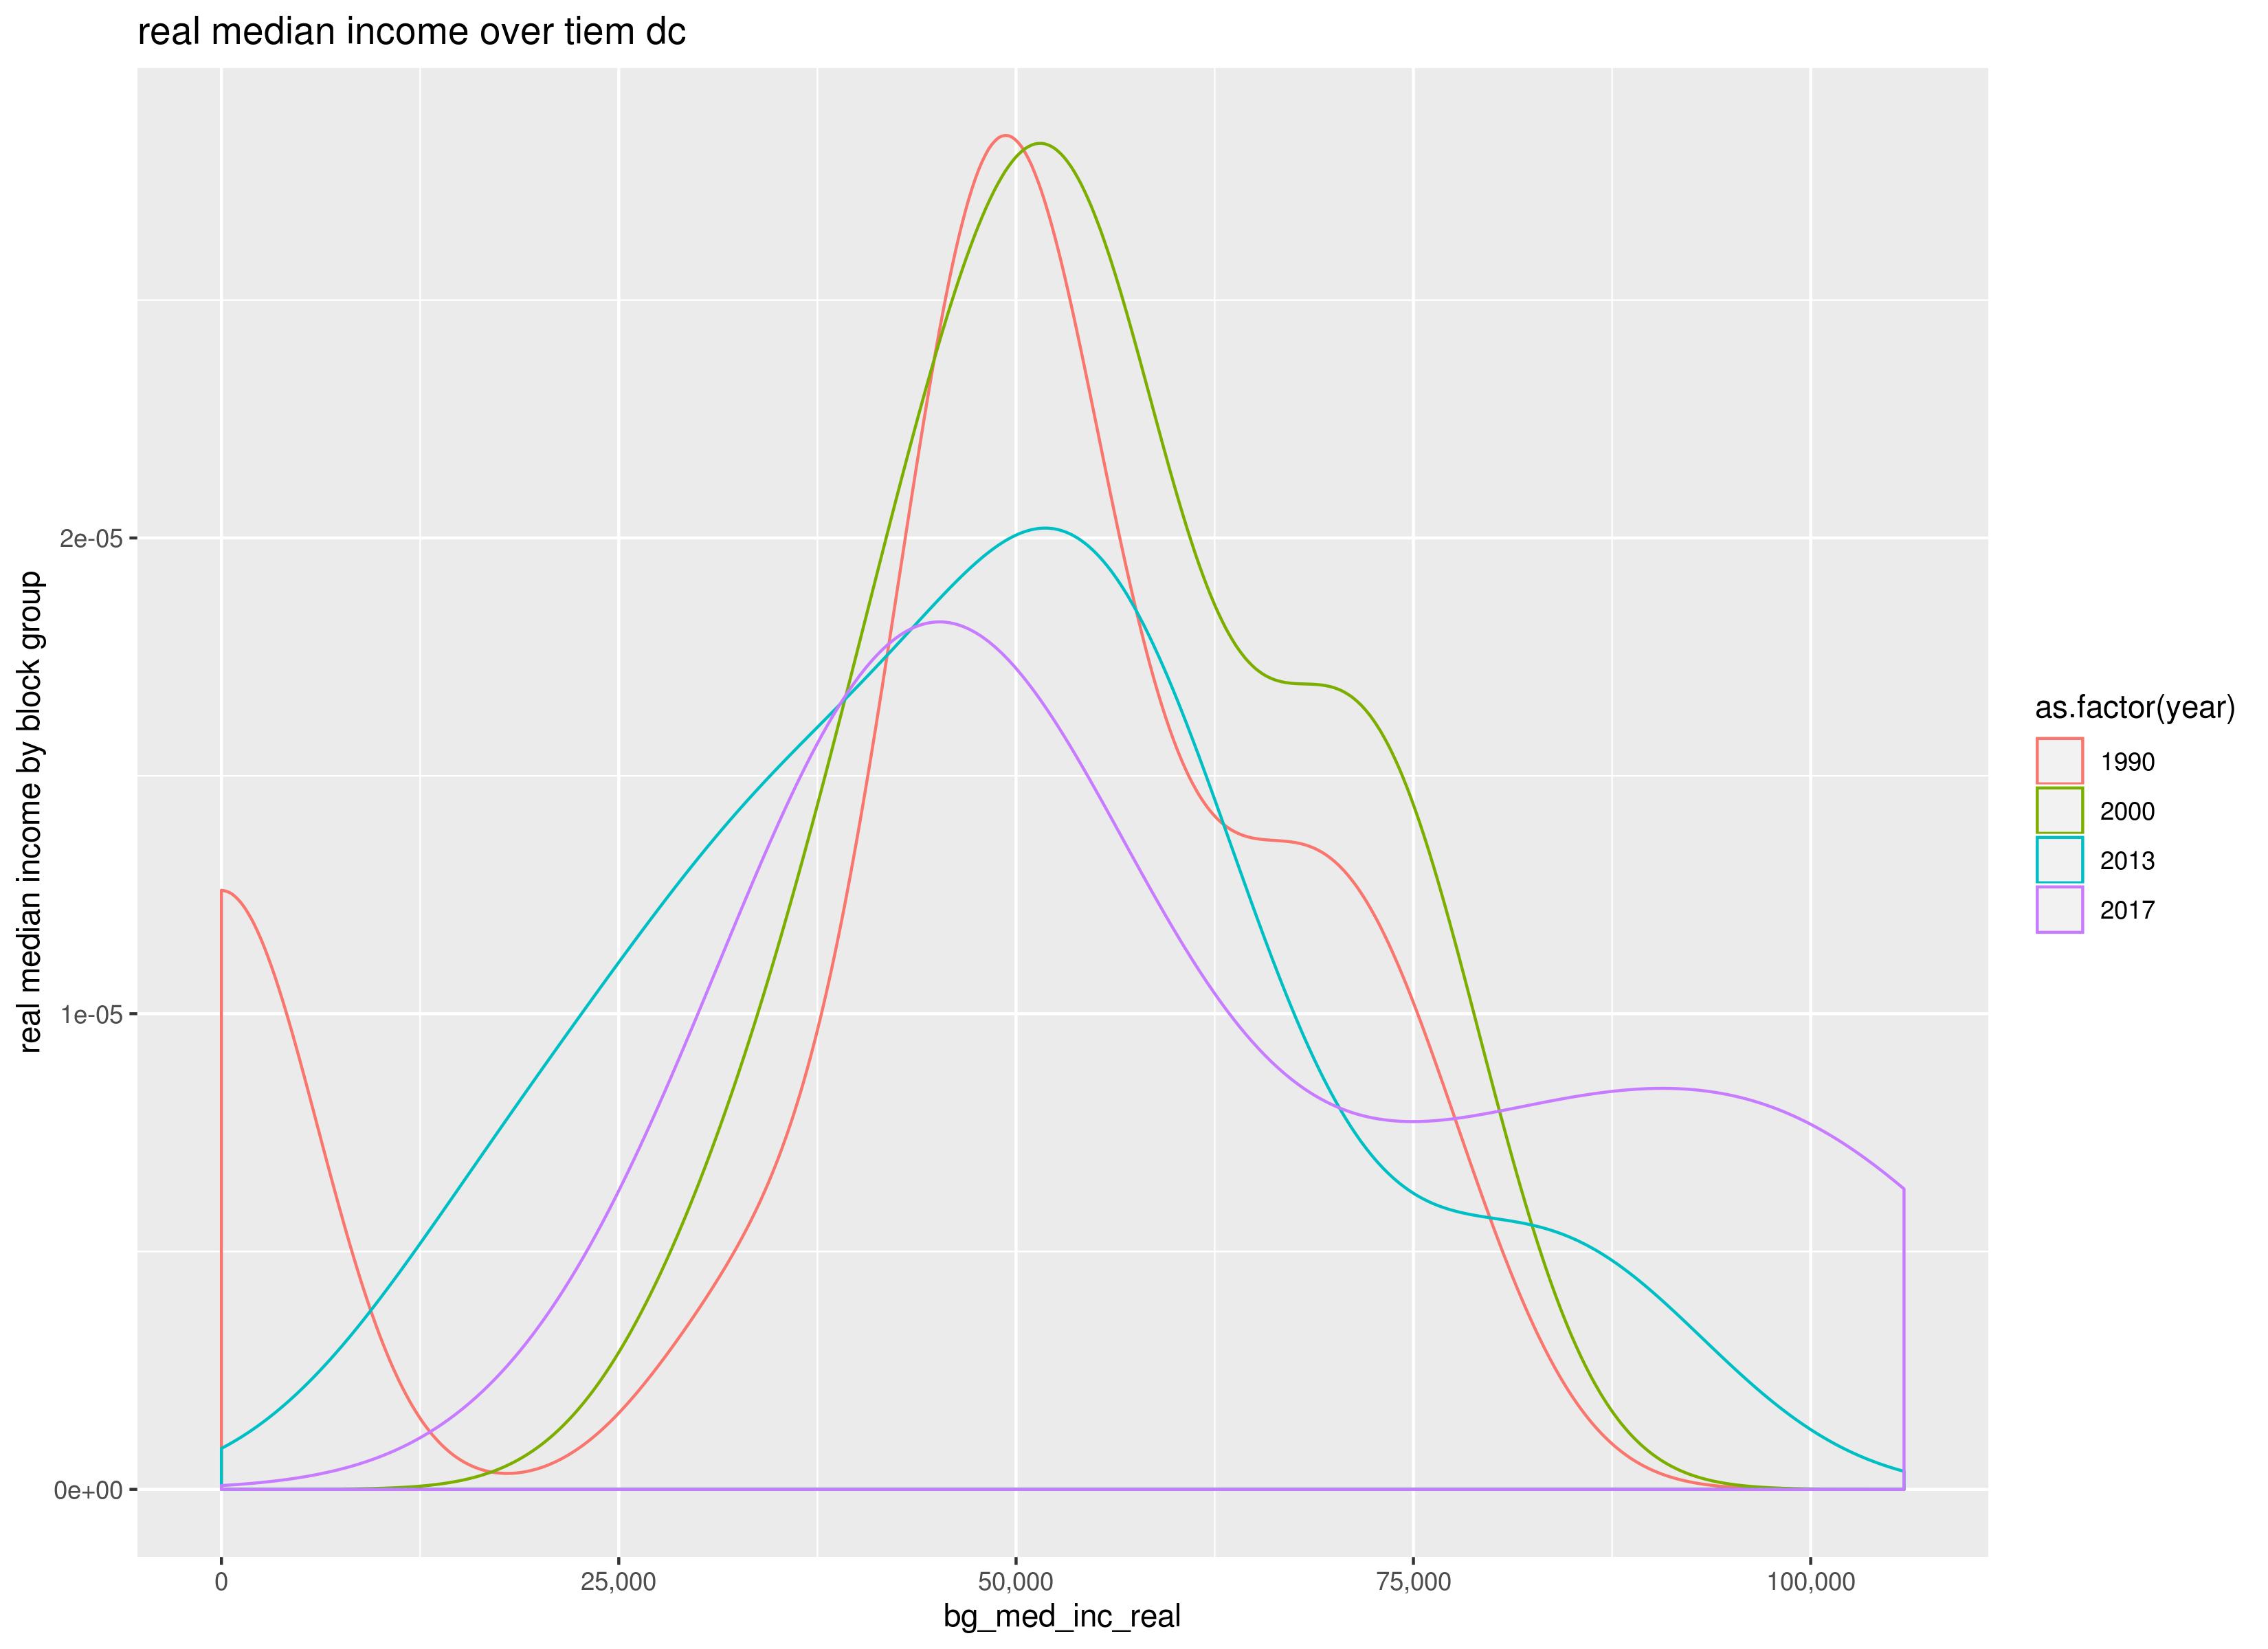 real median income over tiem dc
real median income by block group
2e-05
1e-05
0e+00
0
25,000
50,000
75,000
100,000
bg_med_inc_real
as.factor(year)
1990
2000
2013
2017